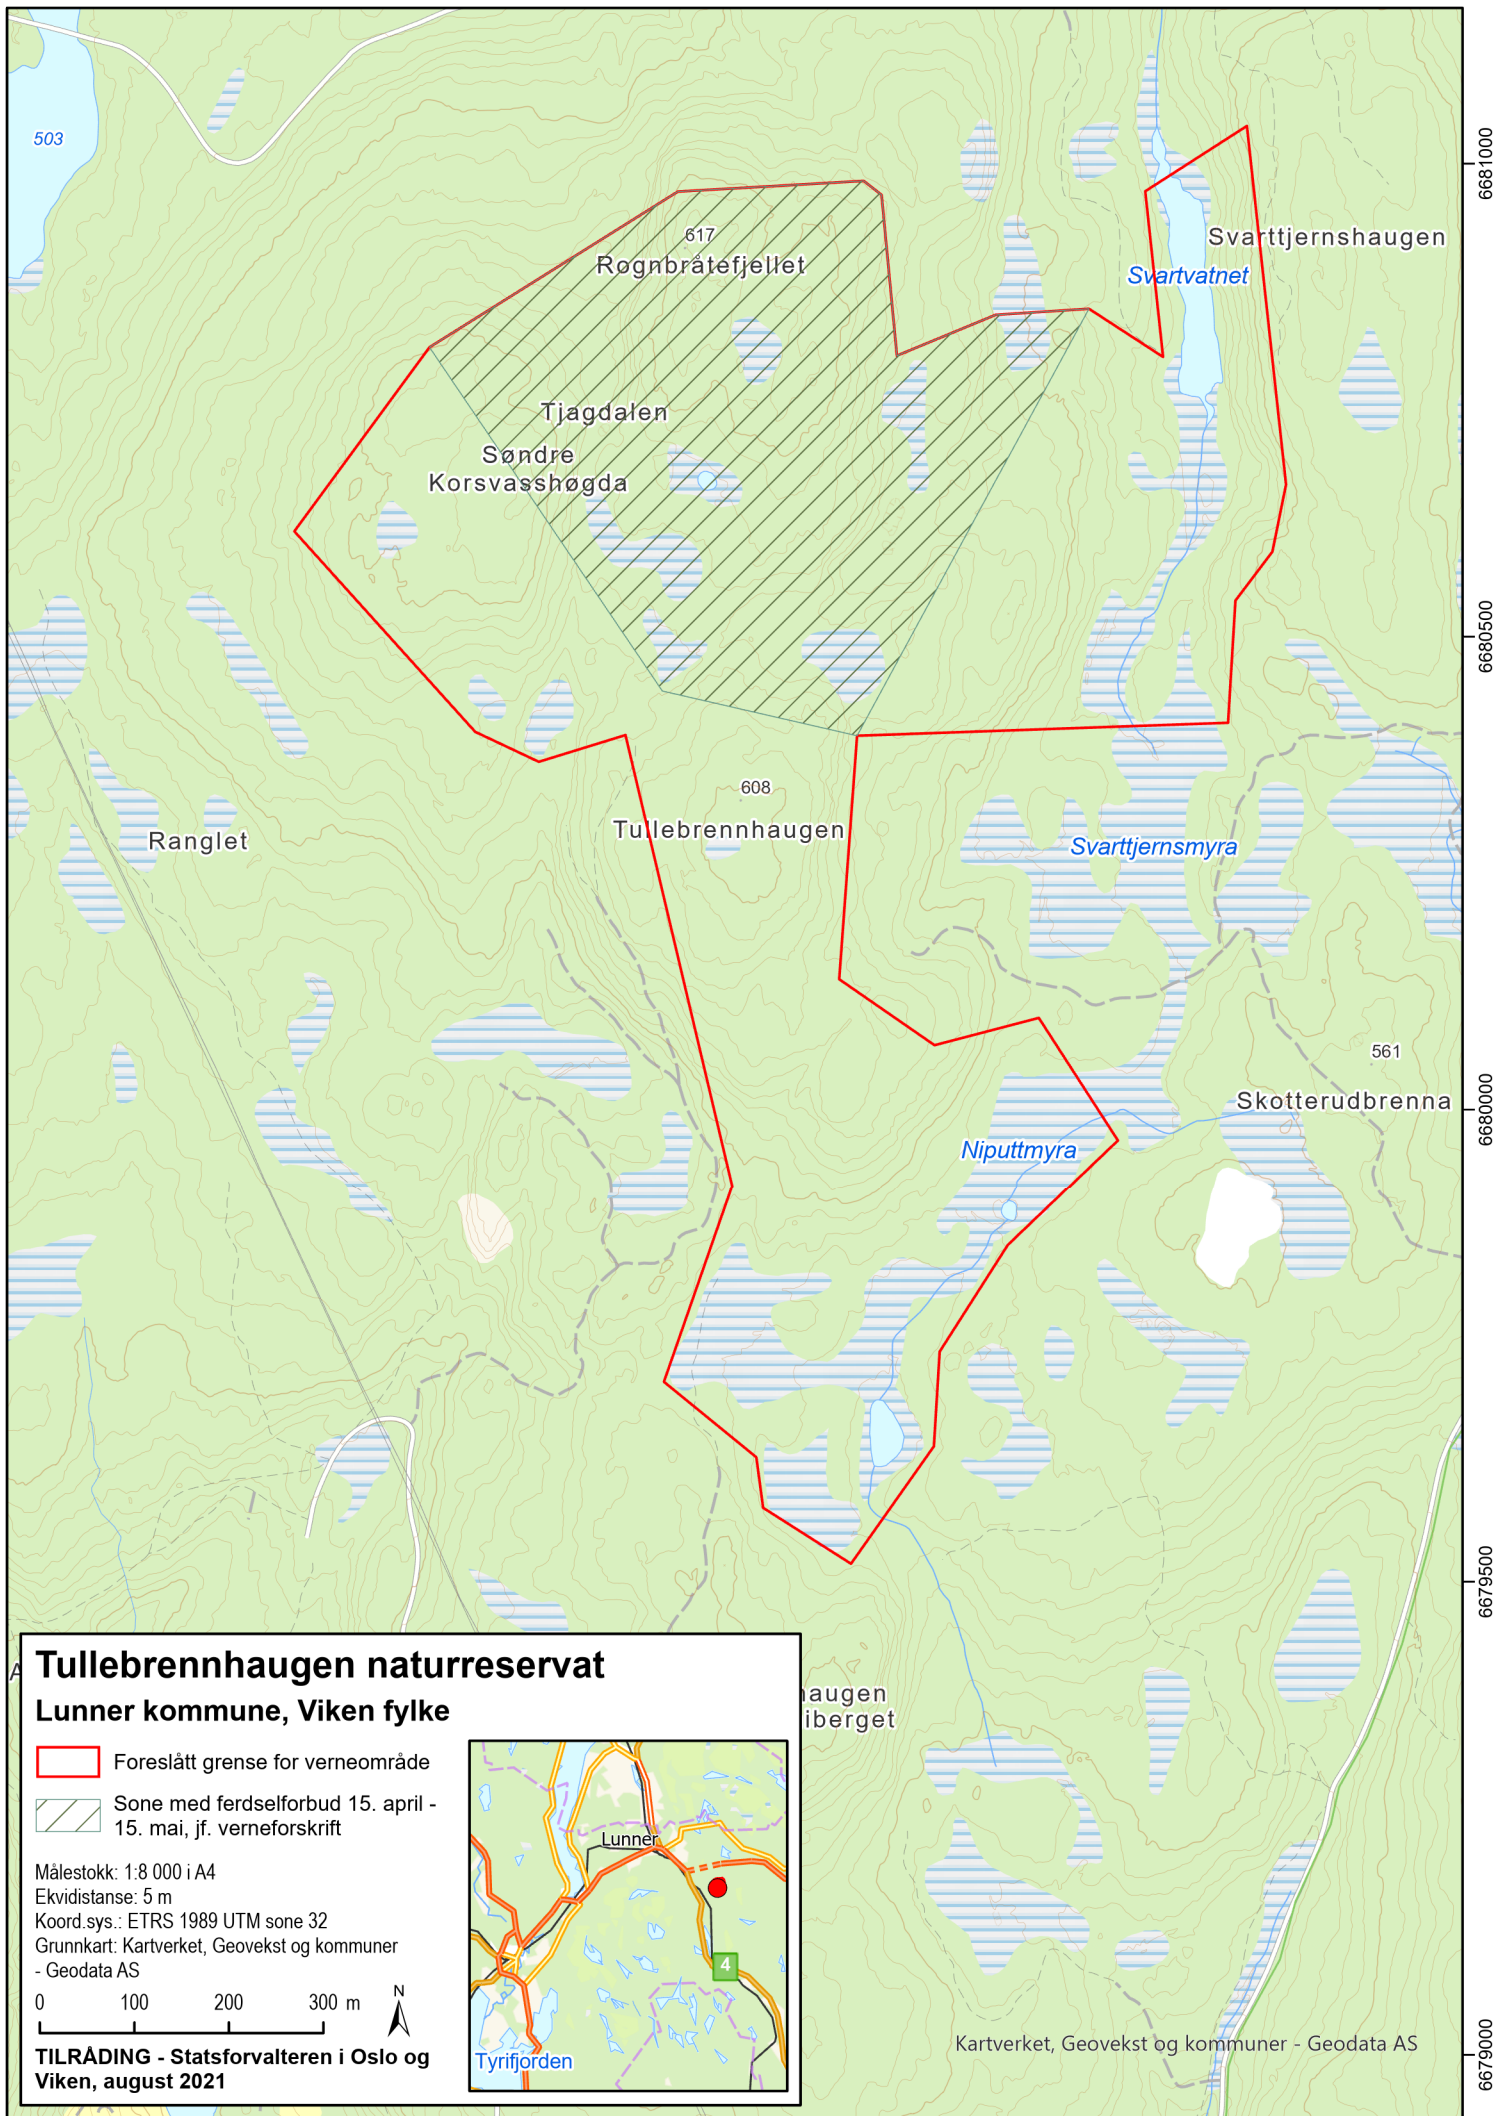 503
6681000
617
Rognbråtefjellet
Svarttjernshaugen
Svartvatnet
Tjagdalen
Søndre
Korsvasshøgda
6680500
608
Tullebrennhaugen
Ranglet
Svarttjernsmyra
561
Skotterudbrenna
6680000
Niputtmyra
6679500
A
haugen
iberget
Tullebrennhaugen naturreservat
Lunner kommune, Viken fylke
Foreslått grense for verneområde
Sone med ferdselforbud 15. april -
15. mai, jf. verneforskrift
Målestokk: 1:8 000 i A4
Ekvidistanse: 5 m
Koord.sys.: ETRS 1989 UTM sone 32
Grunnkart: Kartverket, Geovekst og kommuner
- Geodata AS
0 100 200 300 m
N
TILRÅDING - Statsforvalteren i Oslo og
Viken, august 2021
Lunner
4
Tyrifjorden
Kartverket, Geovekst og kommuner - Geodata AS
6679000